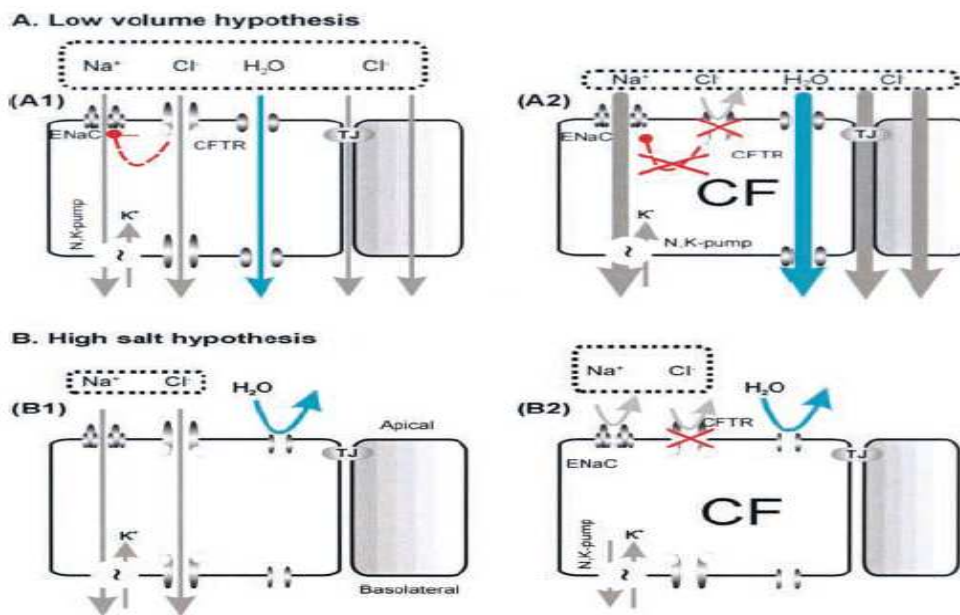 A. Low volume hypothesis
Na⁺ Cl⁻ H₂O Cl⁻
(A1)
ENaC
CFTR
TJ
N,K-pump
K⁺
~
Na⁺ Cl⁻ H₂O Cl⁻
(A2)
ENaC
CFTR
TJ
CF
K⁺
~
N,K-pump
B. High salt hypothesis
Na⁺ Cl⁻
H₂O
(B1)
Apical
TJ
K⁺
~
Basolateral
Na⁺ Cl⁻
H₂O
(B2)
CFTR
ENaC
TJ
CF
N,K-pump
K⁺
~